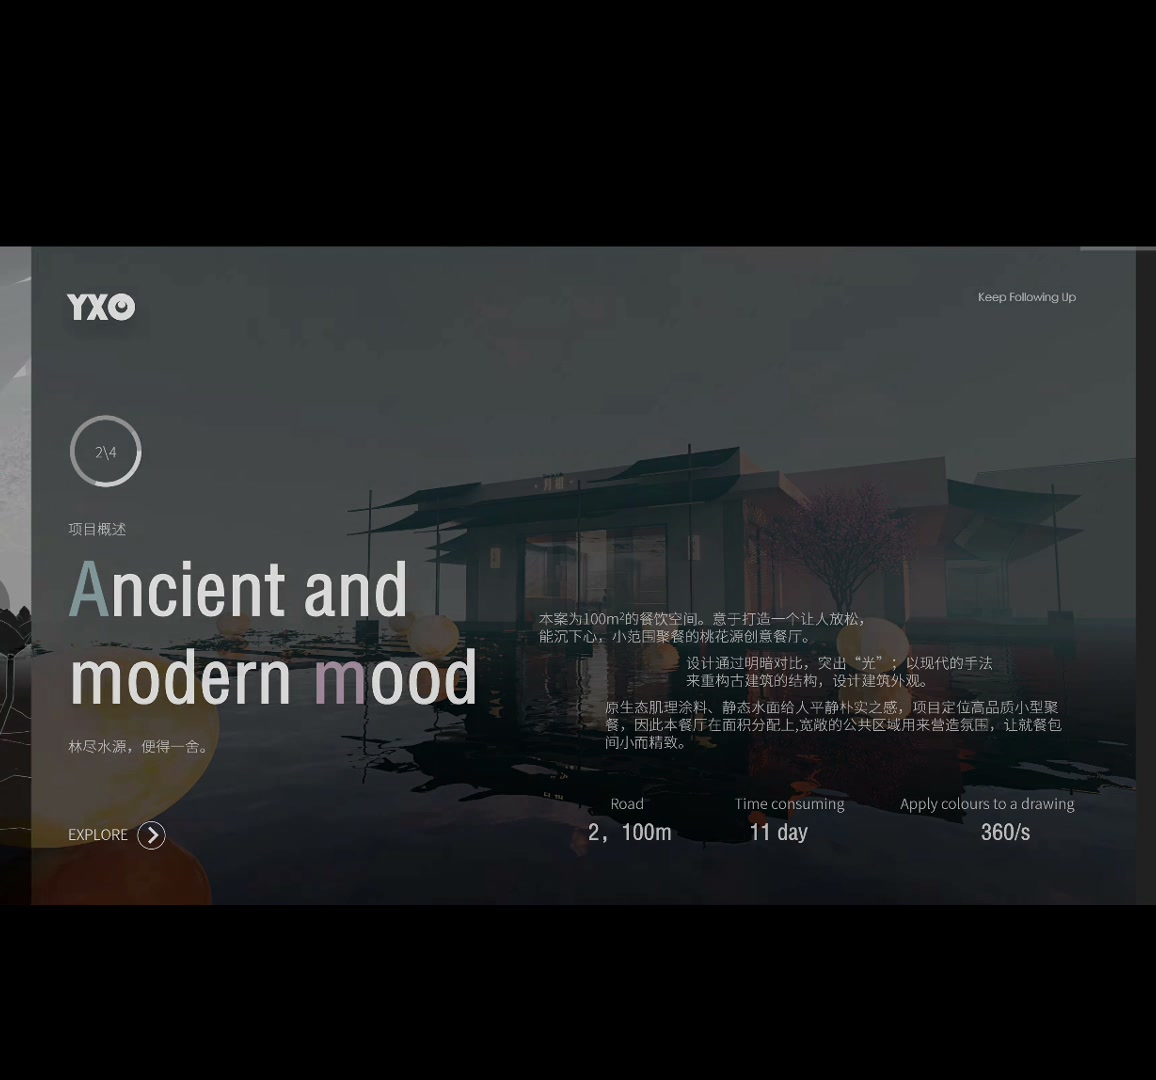 YXO
Keep Following Up
2\4
项目概述
Ancient and
modern mood
林尽水源，便得一舍。
EXPLORE
本案为100m²的餐饮空间。意于打造一个让人放松，
能沉下心，小范围聚餐的桃花源创意餐厅。
设计通过明暗对比，突出“光”；以现代的手法
来重构古建筑的结构，设计建筑外观。
原生态肌理涂料、静态水面给人平静朴实之感，项目定位高品质小型聚
餐，因此本餐厅在面积分配上,宽敞的公共区域用来营造氛围，让就餐包
间小而精致。
Road
2，100m
Time consuming
11 day
Apply colours to a drawing
360/s